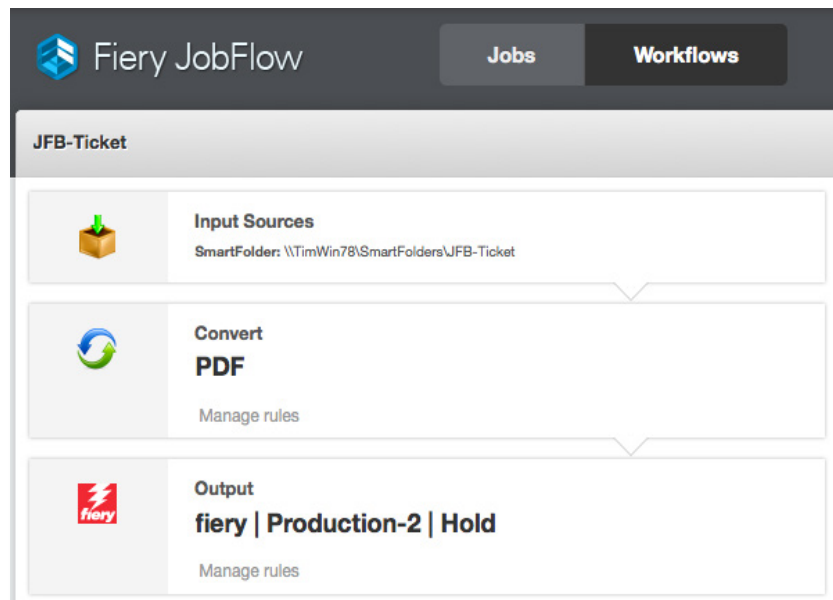 Fiery JobFlow
Jobs
Workflows
JFB-Ticket
Input Sources
SmartFolder: \\TimWin78\SmartFolders\JFB-Ticket
Convert
PDF
Manage rules
fiery
Output
fiery | Production-2 | Hold
Manage rules